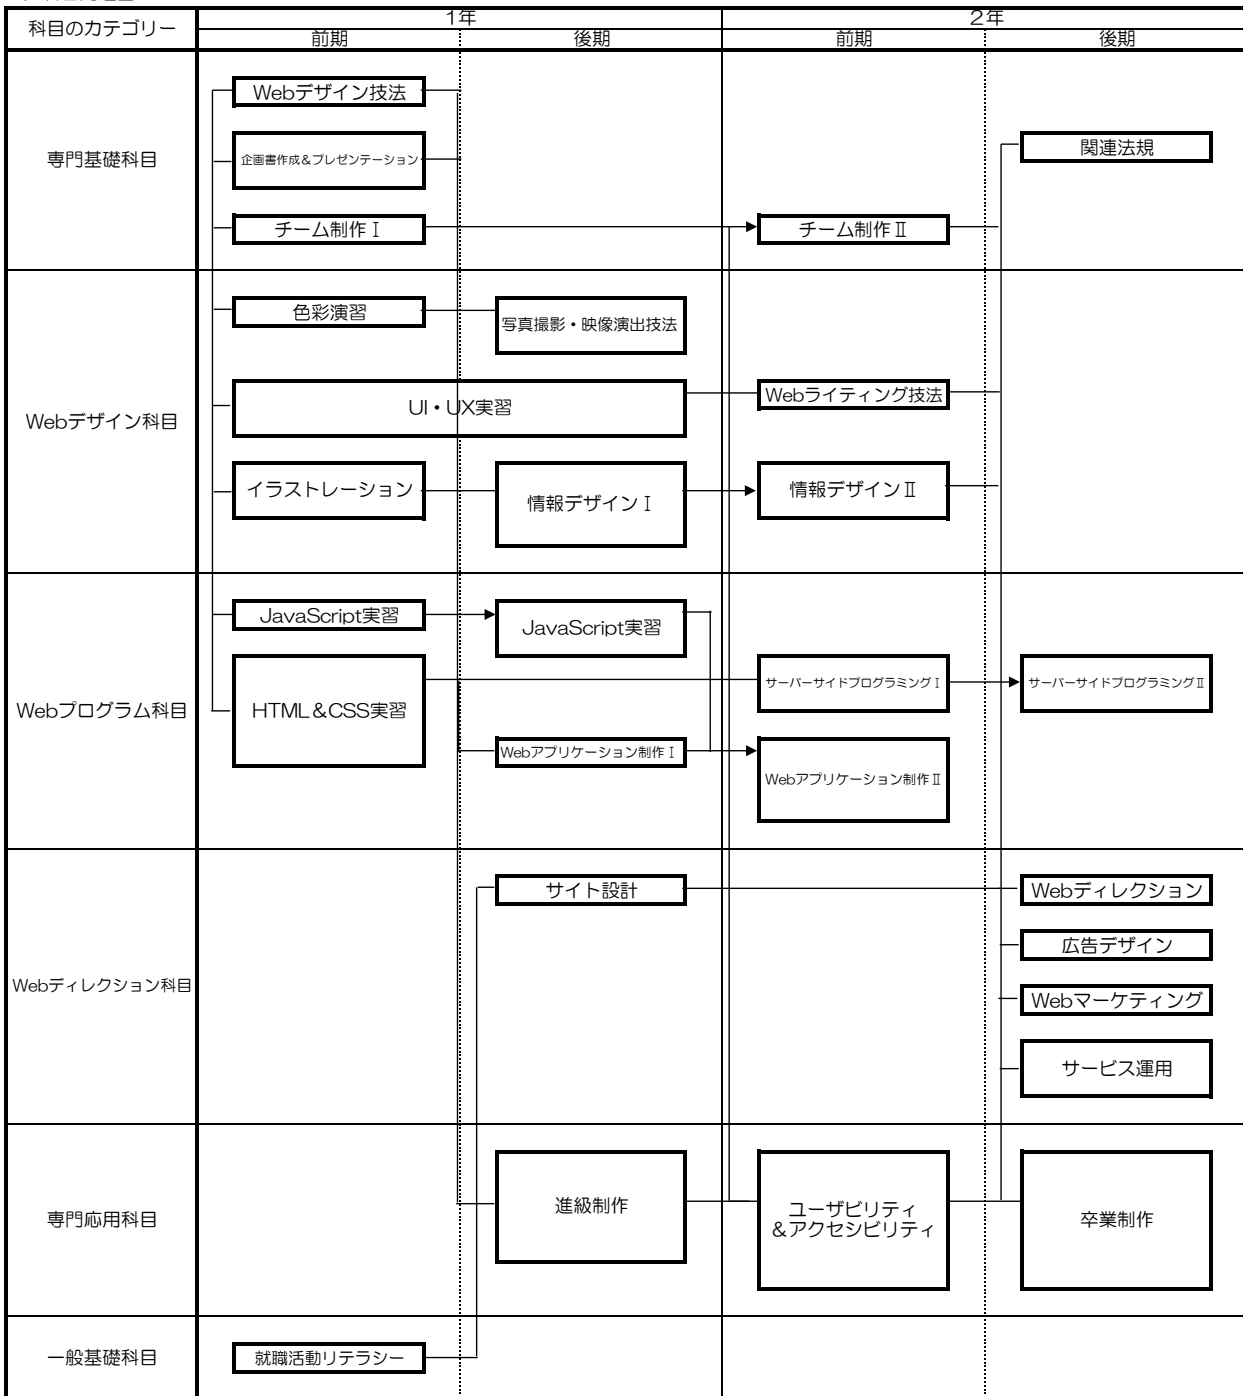 科目のカテゴリー
1年
2年
前期
後期
前期
後期
専門基礎科目
Webデザイン技法
企画書作成&プレゼンテーション
関連法規
チーム制作Ⅰ
チーム制作Ⅱ
Webデザイン科目
色彩演習
写真撮影・映像演出技法
UI・UX実習
Webライティング技法
イラストレーション
情報デザインⅠ
情報デザインⅡ
Webプログラム科目
JavaScript実習
JavaScript実習
HTML&CSS実習
サーバーサイドプログラミングⅠ
サーバーサイドプログラミングⅡ
Webアプリケーション制作Ⅰ
Webアプリケーション制作Ⅱ
Webディレクション科目
サイト設計
Webディレクション
広告デザイン
Webマーケティング
サービス運用
専門応用科目
進級制作
ユーザビリティ
&アクセシビリティ
卒業制作
一般基礎科目
就職活動リテラシー